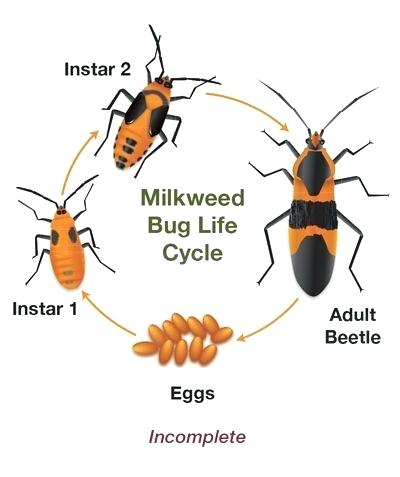 Instar 2
Milkweed
Bug Life
Cycle
Instar 1
Adult
Beetle
Eggs
Incomplete